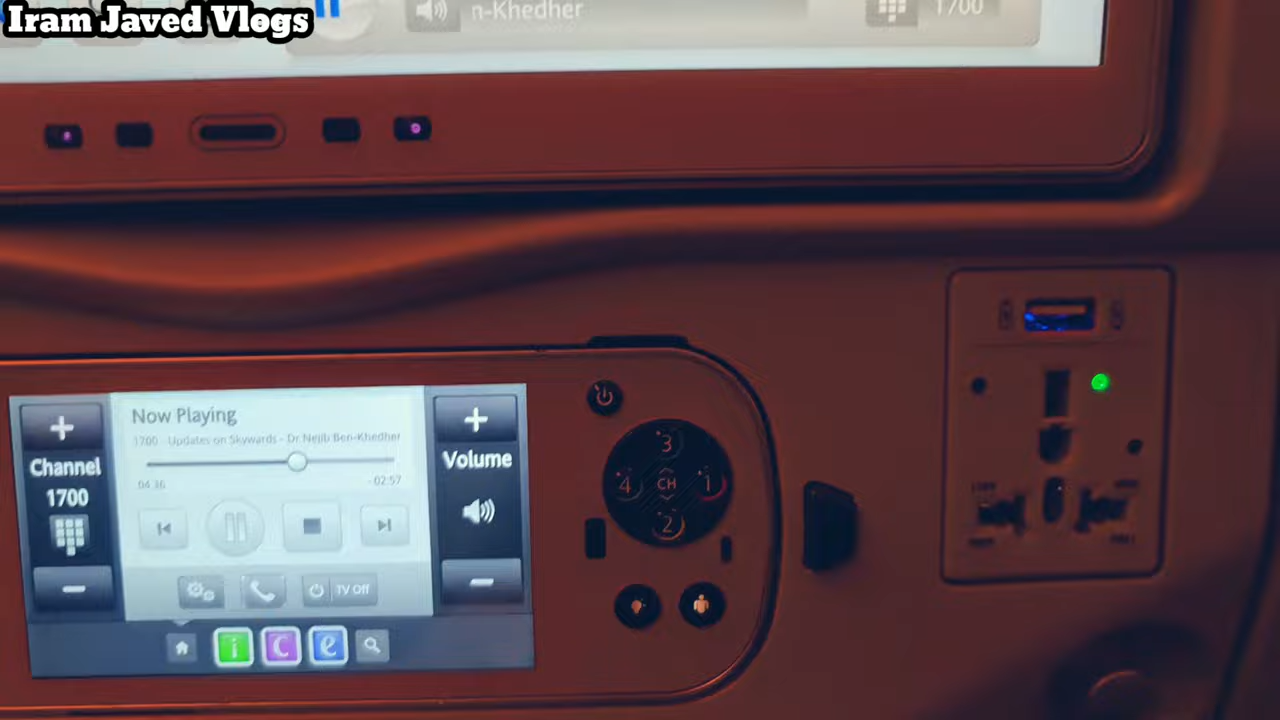 Iram Javed Vlogs
n-Khedher
1700
Now Playing
1700 - Updates on Skywards - Dr Nejib Ben-Khedher
04:36
- 02:57
Channel
1700
Volume
TV Off
i
C
e
3
4
CH
1
2